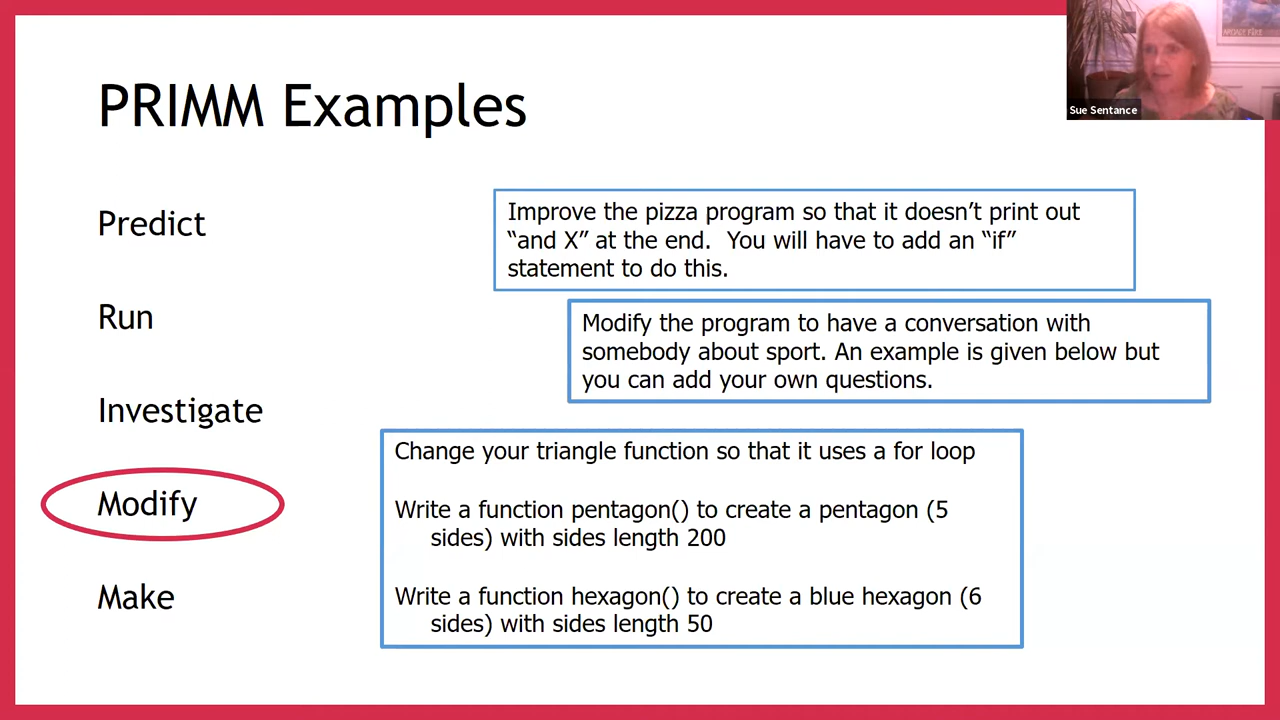 PRIMM Examples
Sue Sentance
Predict
Run
Investigate
Modify
Make
Improve the pizza program so that it doesn’t print out
“and X” at the end.  You will have to add an “if”
statement to do this.
Modify the program to have a conversation with
somebody about sport. An example is given below but
you can add your own questions.
Change your triangle function so that it uses a for loop
Write a function pentagon() to create a pentagon (5
sides) with sides length 200
Write a function hexagon() to create a blue hexagon (6
sides) with sides length 50